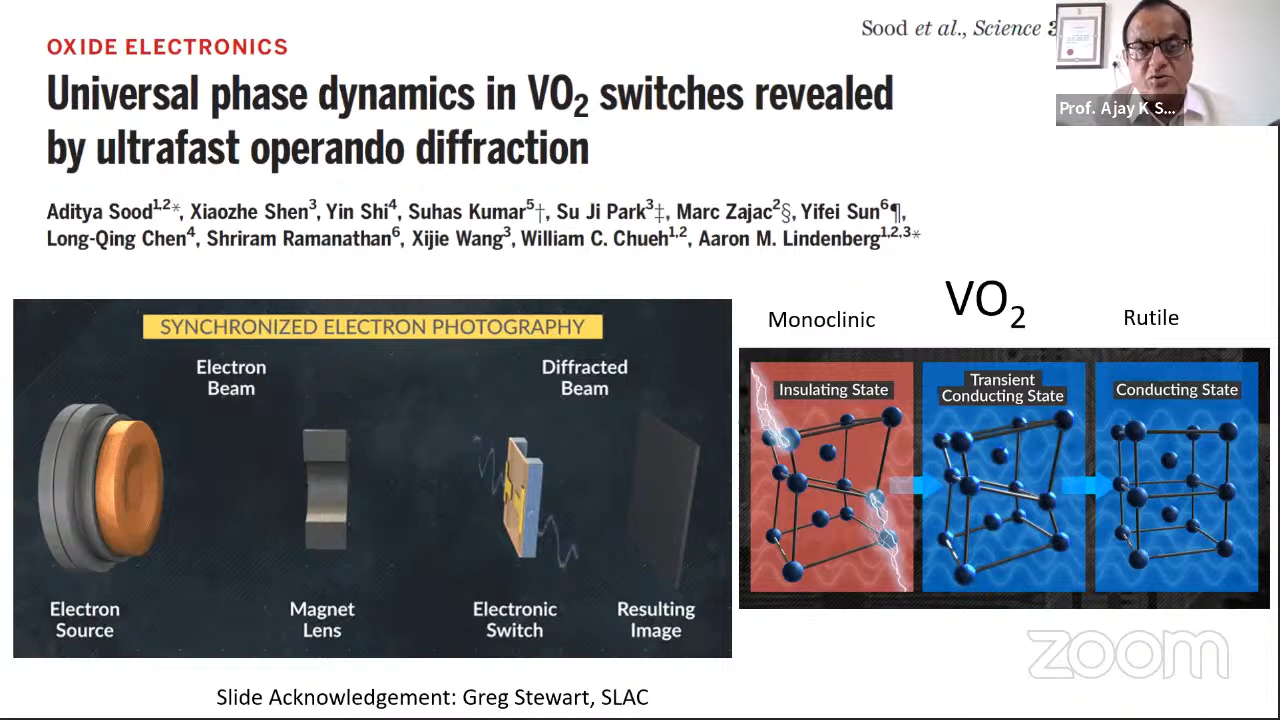 Sood et al., Science 3
OXIDE ELECTRONICS
Universal phase dynamics in VO₂ switches revealed
by ultrafast operando diffraction
Prof. Ajay K S...
Aditya Sood¹,²*, Xiaozhe Shen³, Yin Shi⁴, Suhas Kumar⁵†, Su Ji Park³‡, Marc Zajac²§, Yifei Sun⁶¶,
Long-Qing Chen⁴, Shriram Ramanathan⁶, Xijie Wang³, William C. Chueh¹,², Aaron M. Lindenberg¹,²,³*
SYNCHRONIZED ELECTRON PHOTOGRAPHY
Electron
Beam
Diffracted
Beam
Electron
Source
Magnet
Lens
Electronic
Switch
Resulting
Image
VO₂
Monoclinic
Rutile
Insulating State
Transient
Conducting State
Conducting State
zoom
Slide Acknowledgement: Greg Stewart, SLAC